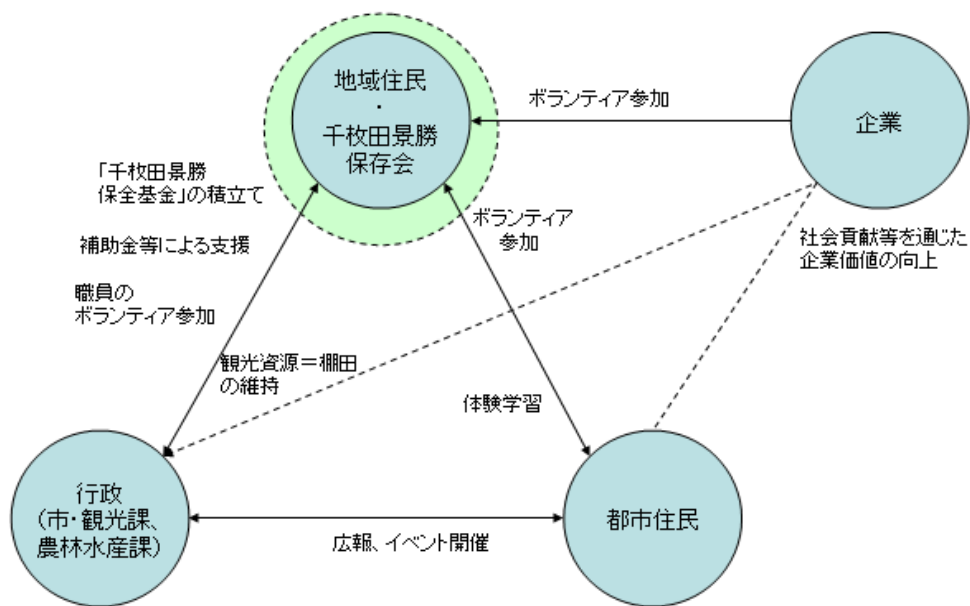 地域住民
・
千枚田景勝
保存会
ボランティア参加
企業
「千枚田景勝
保全基金」の積立て
補助金等による支援
職員の
ボランティア参加
ボランティア
参加
社会貢献等を通じた
企業価値の向上
観光資源=棚田
の維持
体験学習
行政
(市・観光課、
農林水産課)
広報、イベント開催
都市住民